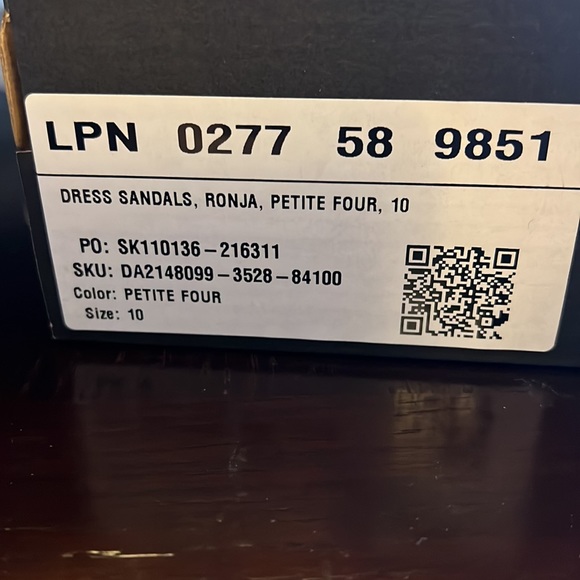 LPN 0277 58 9851
DRESS SANDALS, RONJA, PETITE FOUR, 10
PO: SK110136-216311
SKU: DA2148099-3528-84100
Color: PETITE FOUR
Size: 10